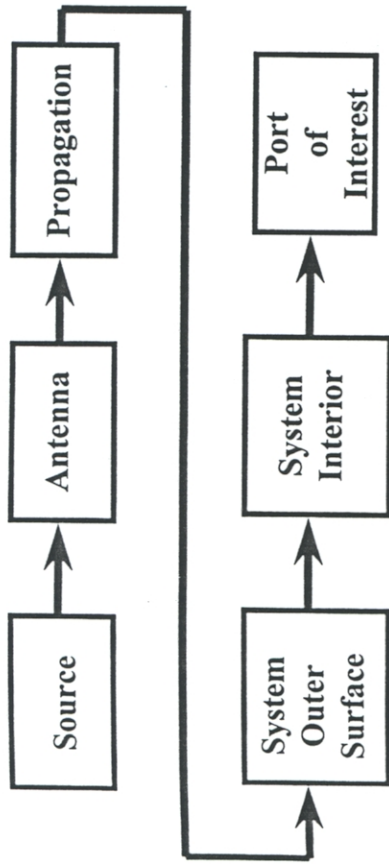 Source
Antenna
Propagation
System
Outer
Surface
System
Interior
Port
of
Interest